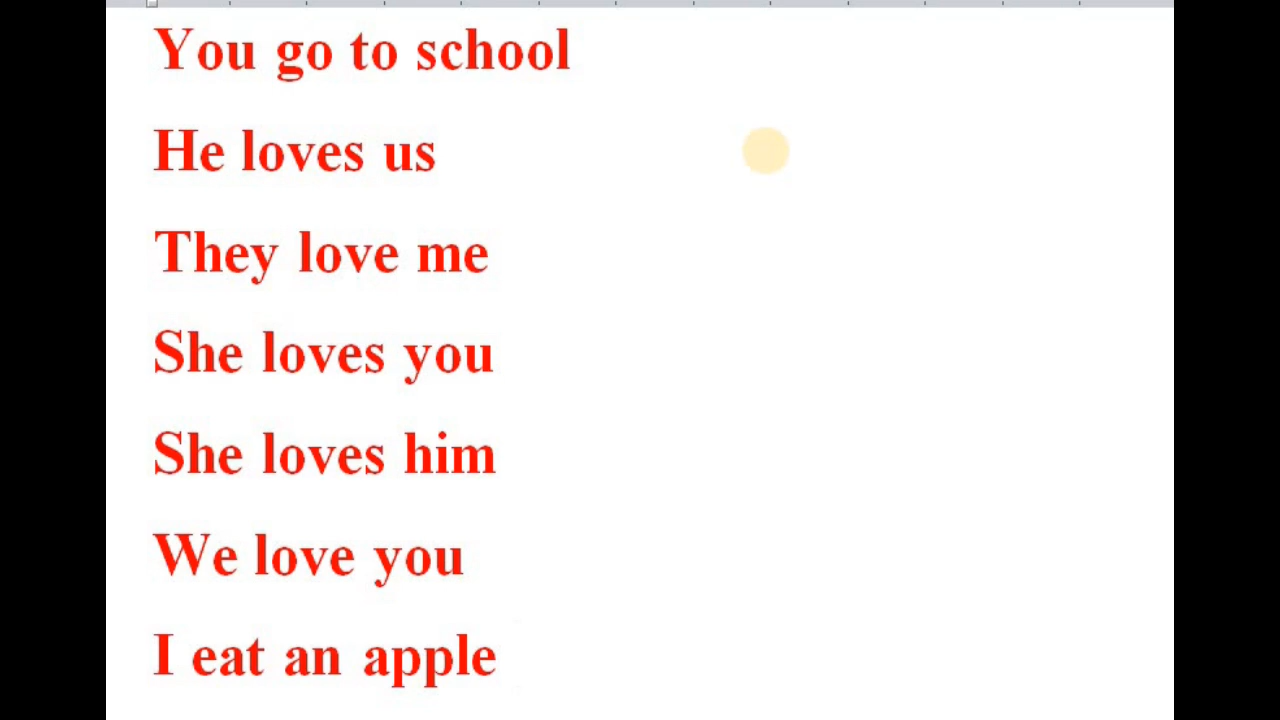 You go to school
He loves us
They love me
She loves you
She loves him
We love you
I eat an apple